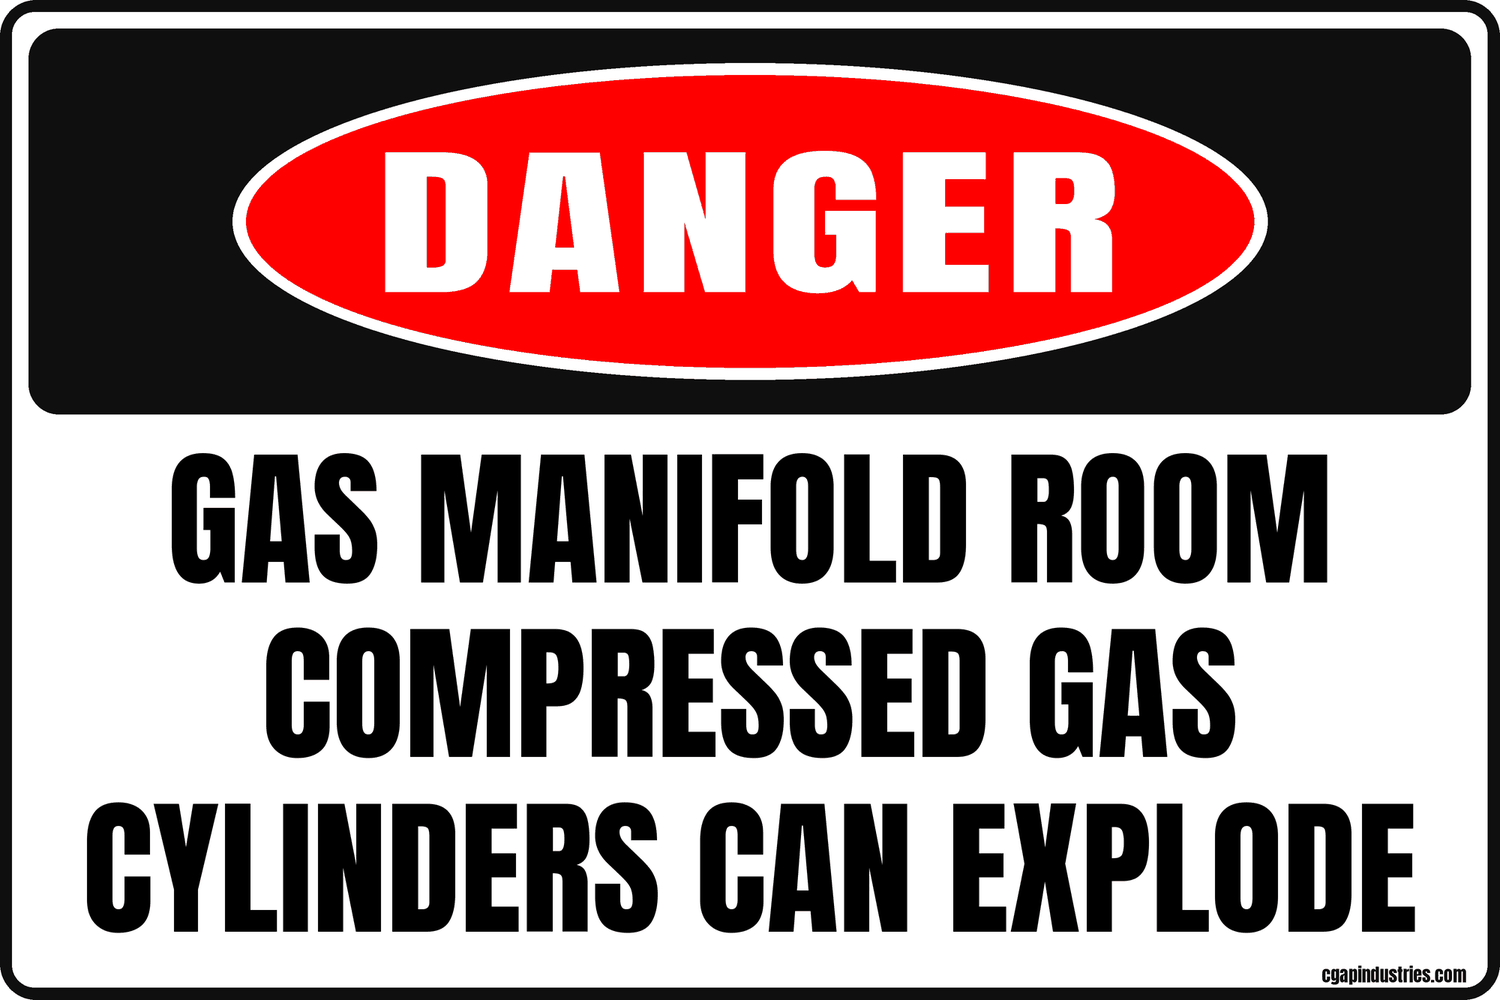 DANGER
GAS MANIFOLD ROOM
COMPRESSED GAS
CYLINDERS CAN EXPLODE
cgapindustries.com